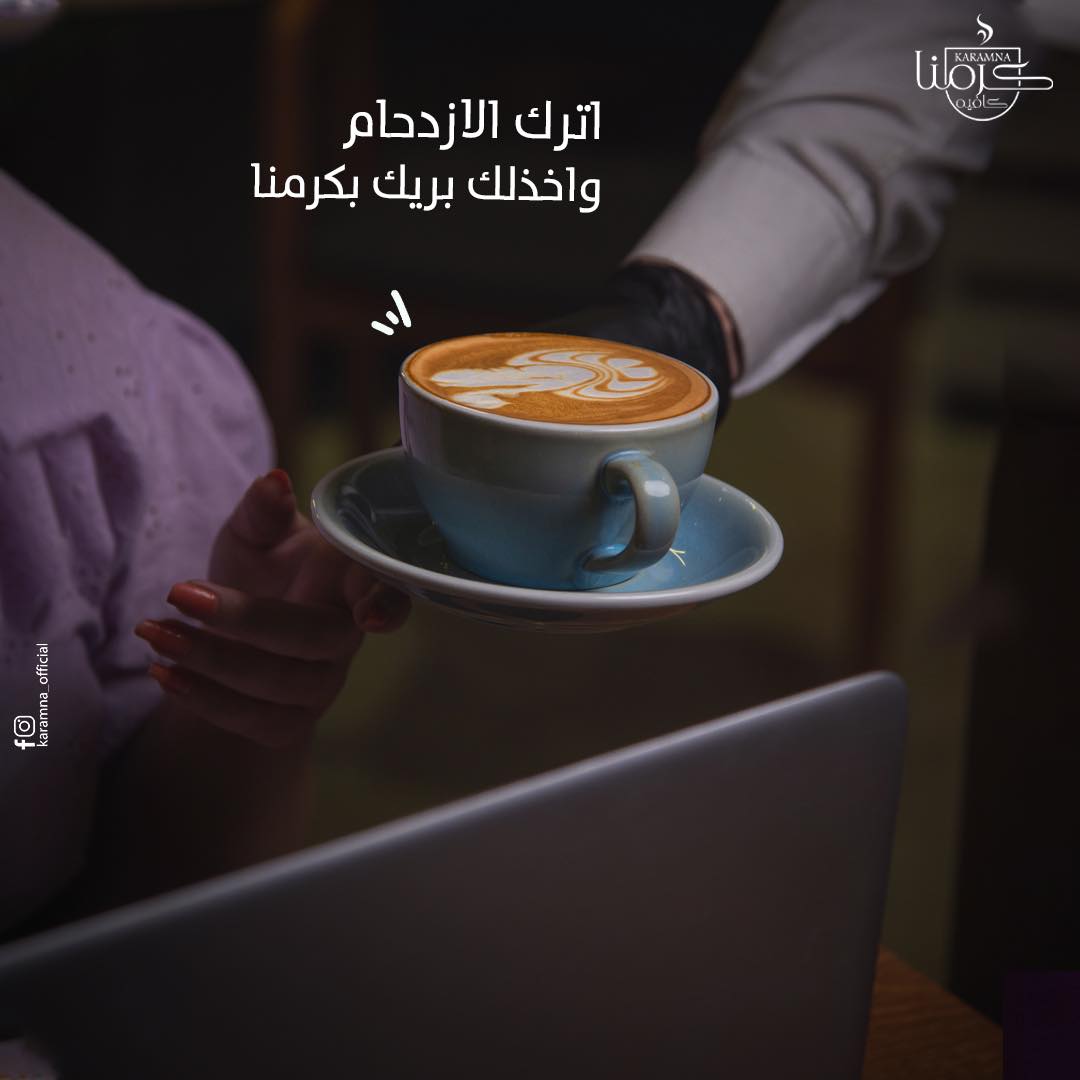 KARAMNA
كرمنا
كافيه
اترك الازدحام
واخذلك بريك بكرمنا
karamna_official